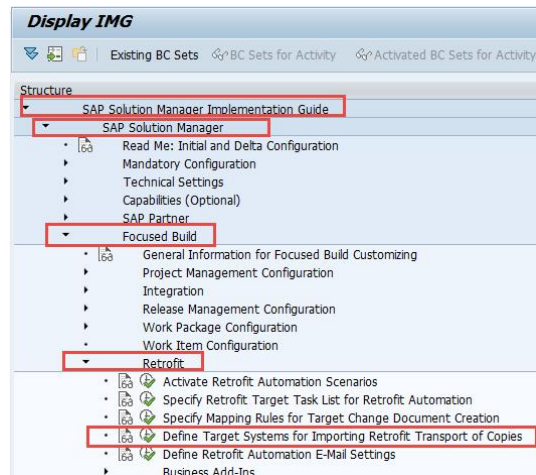 Display IMG
Existing BC Sets BC Sets for Activity Activated BC Sets for Activity
Structure
SAP Solution Manager Implementation Guide
SAP Solution Manager
Read Me: Initial and Delta Configuration
Mandatory Configuration
Technical Settings
Capabilities (Optional)
SAP Partner
Focused Build
General Information for Focused Build Customizing
Project Management Configuration
Integration
Release Management Configuration
Work Package Configuration
Work Item Configuration
Retrofit
Activate Retrofit Automation Scenarios
Specify Retrofit Target Task List for Retrofit Automation
Specify Mapping Rules for Target Change Document Creation
Define Target Systems for Importing Retrofit Transport of Copies
Define Retrofit Automation E-Mail Settings
Business Add-Ins